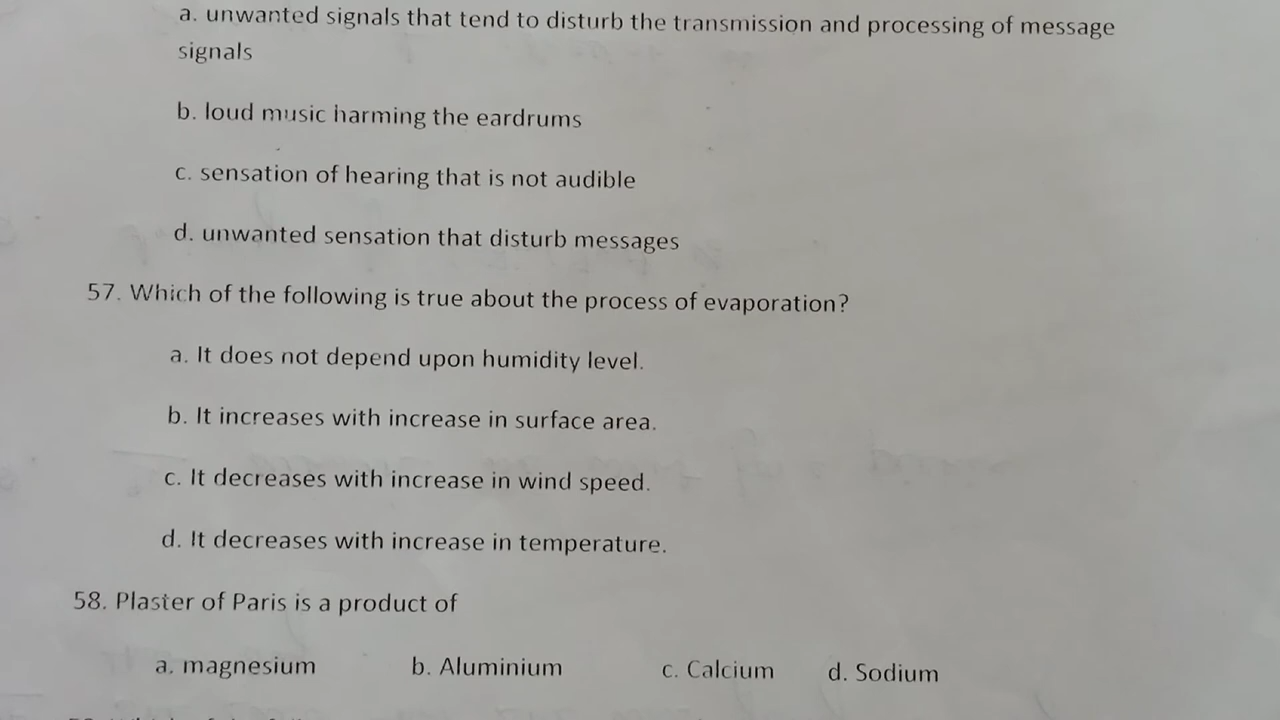 a. unwanted signals that tend to disturb the transmission and processing of message
signals
b. loud music harming the eardrums
c. sensation of hearing that is not audible
d. unwanted sensation that disturb messages
57. Which of the following is true about the process of evaporation?
a. It does not depend upon humidity level.
b. It increases with increase in surface area.
c. It decreases with increase in wind speed.
d. It decreases with increase in temperature.
58. Plaster of Paris is a product of
a. magnesium b. Aluminium c. Calcium d. Sodium